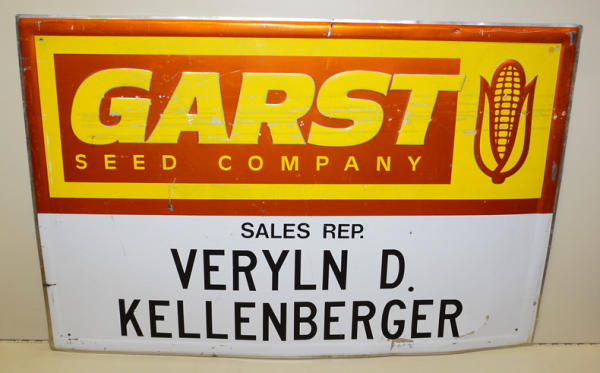 GARST
SEED COMPANY
SALES REP.
VERYLN D.
KELLENBERGER